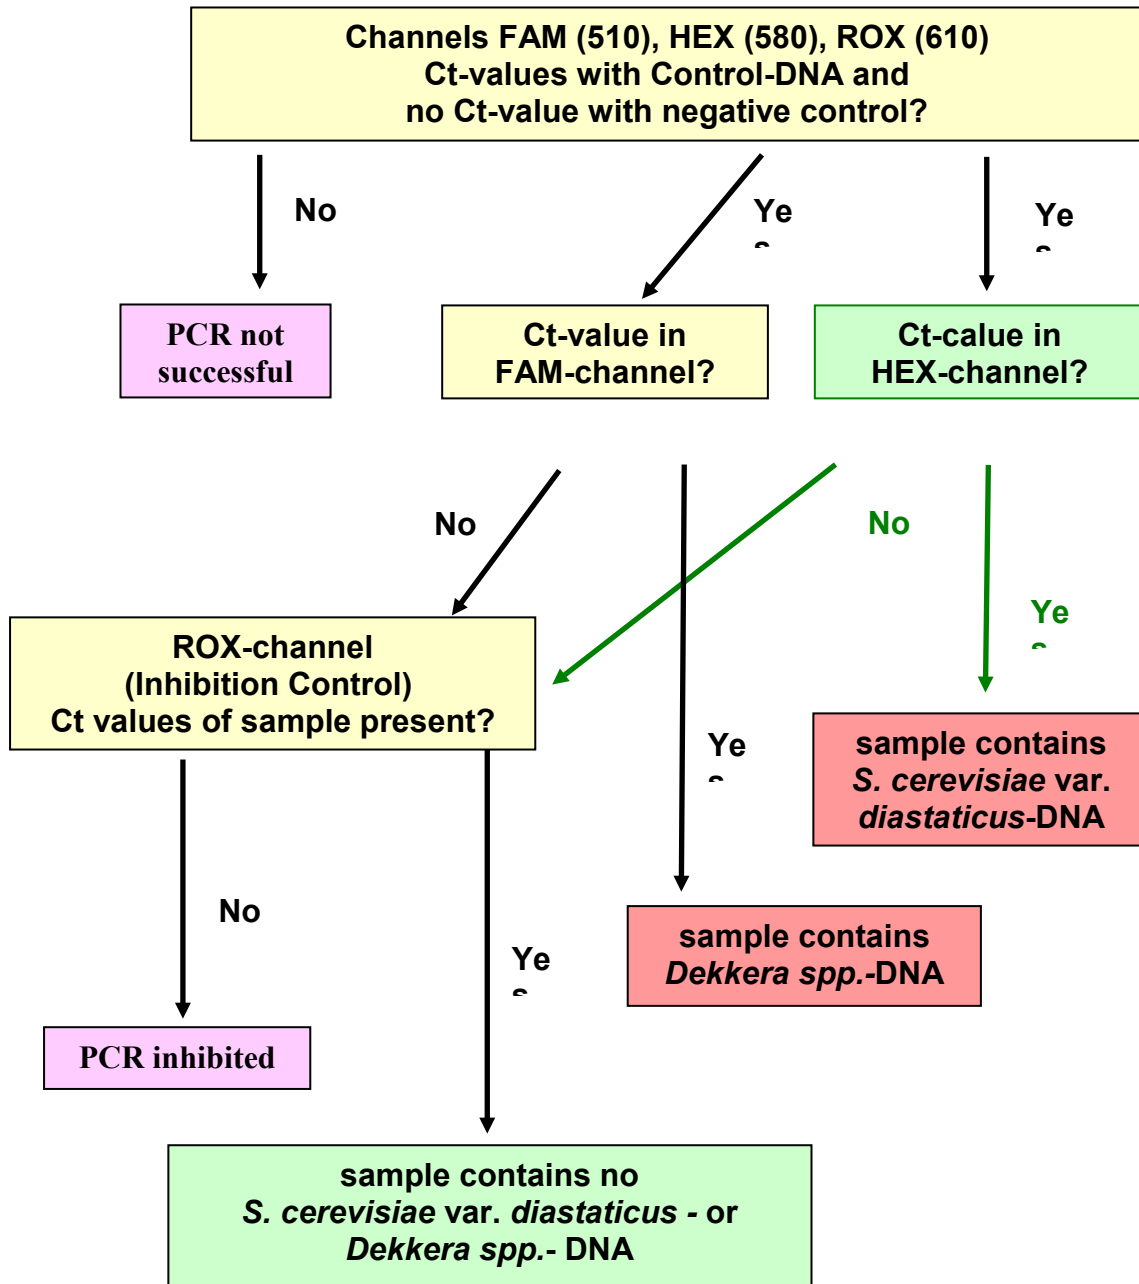 Channels FAM (510), HEX (580), ROX (610)
Ct-values with Control-DNA and
no Ct-value with negative control?
No
Ye
Ye
PCR not
successful
Ct-value in
FAM-channel?
Ct-calue in
HEX-channel?
No
No
Ye
ROX-channel
(Inhibition Control)
Ct values of sample present?
Ye
sample contains
S. cerevisiae var.
diastaticus-DNA
No
Ye
sample contains
Dekkera spp.-DNA
PCR inhibited
sample contains no
S. cerevisiae var. diastaticus - or
Dekkera spp.- DNA